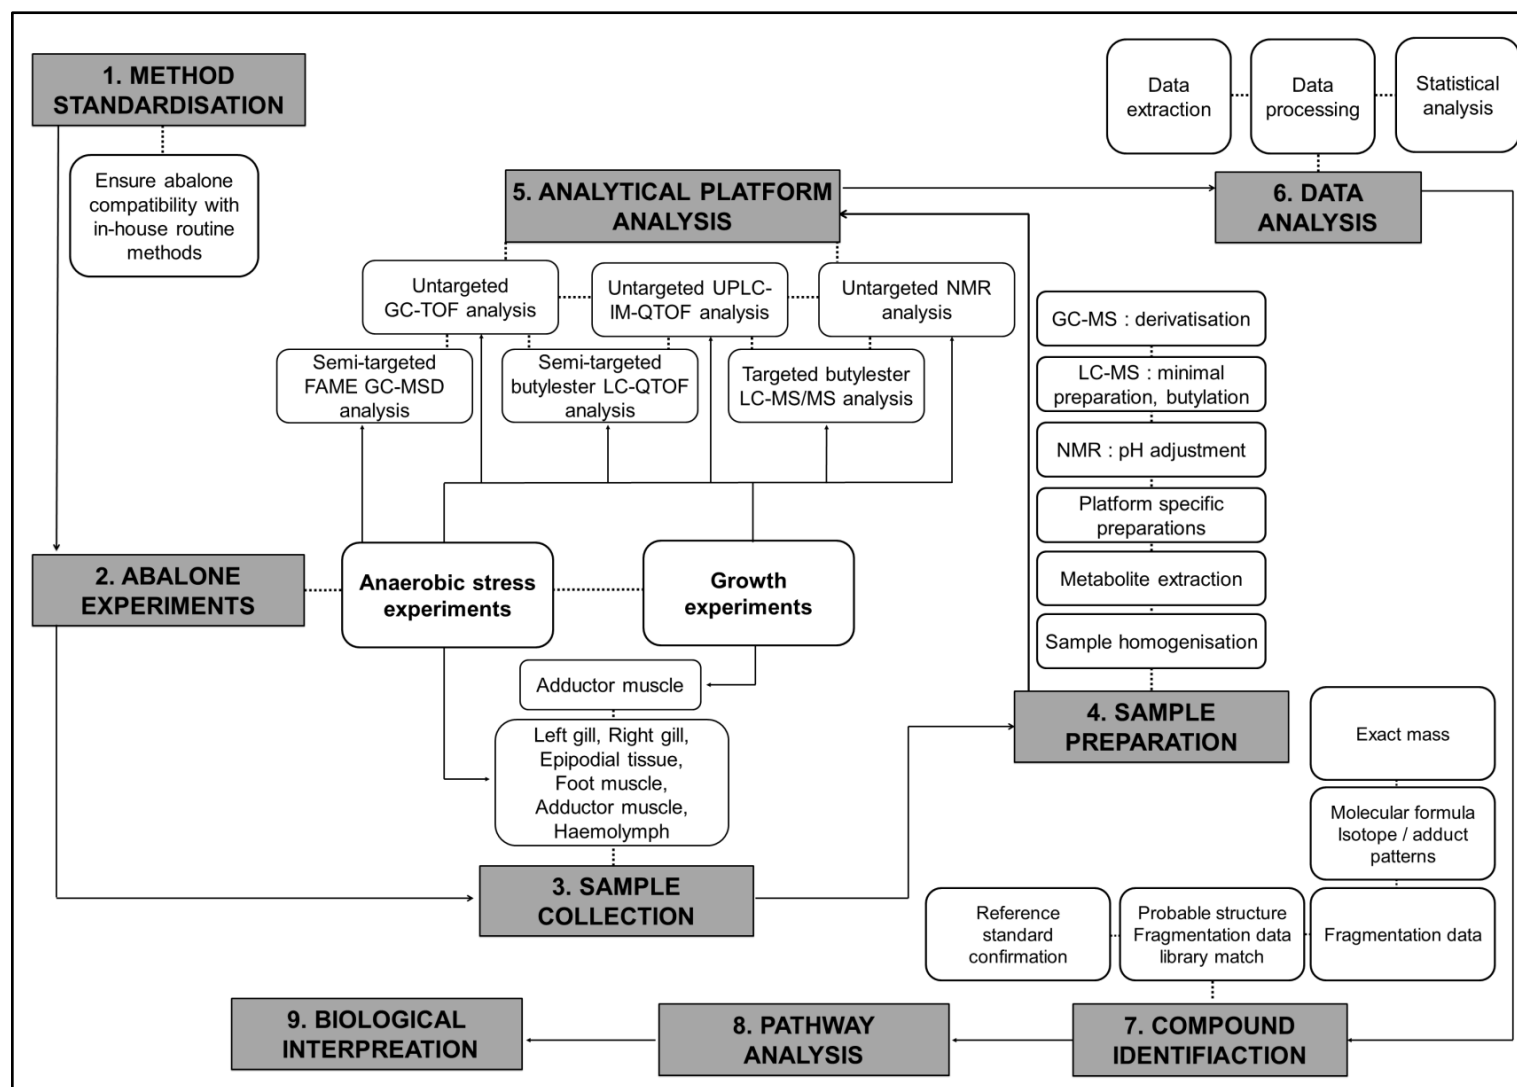 1. METHOD
STANDARDISATION
Ensure abalone
compatibility with
in-house routine
methods
2. ABALONE
EXPERIMENTS
Anaerobic stress
experiments
Growth
experiments
Adductor muscle
Left gill, Right gill,
Epipodial tissue,
Foot muscle,
Adductor muscle,
Haemolymph
3. SAMPLE
COLLECTION
4. SAMPLE
PREPARATION
GC-MS : derivatisation
LC-MS : minimal
preparation, butylation
NMR : pH adjustment
Platform specific
preparations
Metabolite extraction
Sample homogenisation
5. ANALYTICAL PLATFORM
ANALYSIS
Untargeted
GC-TOF analysis
Untargeted UPLC-
IM-QTOF analysis
Untargeted NMR
analysis
Semi-targeted
FAME GC-MSD
analysis
Semi-targeted
butylester LC-QTOF
analysis
Targeted butylester
LC-MS/MS analysis
Data
extraction
Data
processing
Statistical
analysis
6. DATA
ANALYSIS
Exact mass
Molecular formula
Isotope / adduct
patterns
Fragmentation data
Probable structure
Fragmentation data
library match
Reference
standard
confirmation
7. COMPOUND
IDENTIFIACTION
8. PATHWAY
ANALYSIS
9. BIOLOGICAL
INTERPREATION